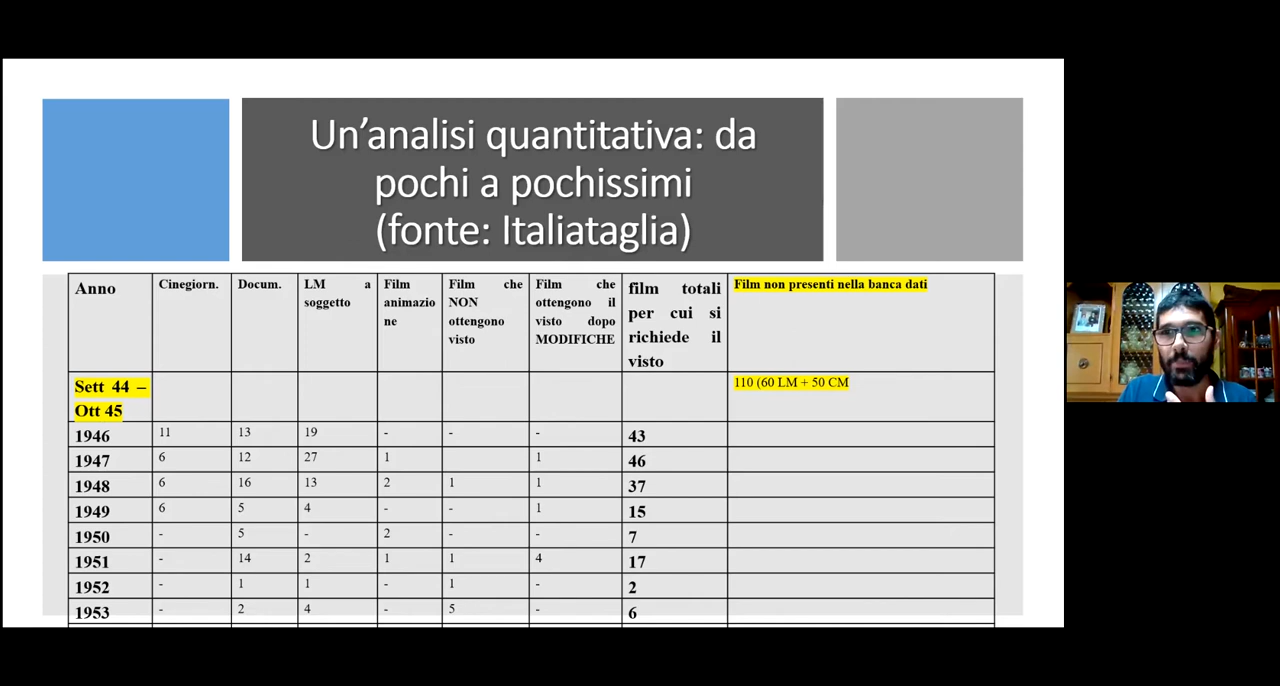 Un’analisi quantitativa: da
pochi a pochissimi
(fonte: Italiataglia)
Anno Cinegiorn. Docum. LM a soggetto Film animazio ne Film che NON ottengono visto Film che ottengono il visto dopo MODIFICHE film totali per cui si richiede il visto Film non presenti nella banca dati
Sett 44 – Ott 45 110 (60 LM + 50 CM
1946 11 13 19 - - - 43
1947 6 12 27 1 1 46
1948 6 16 13 2 1 1 37
1949 6 5 4 - - 1 15
1950 - 5 - 2 - - 7
1951 - 14 2 1 1 4 17
1952 - 1 1 - 1 - 2
1953 - 2 4 - 5 - 6